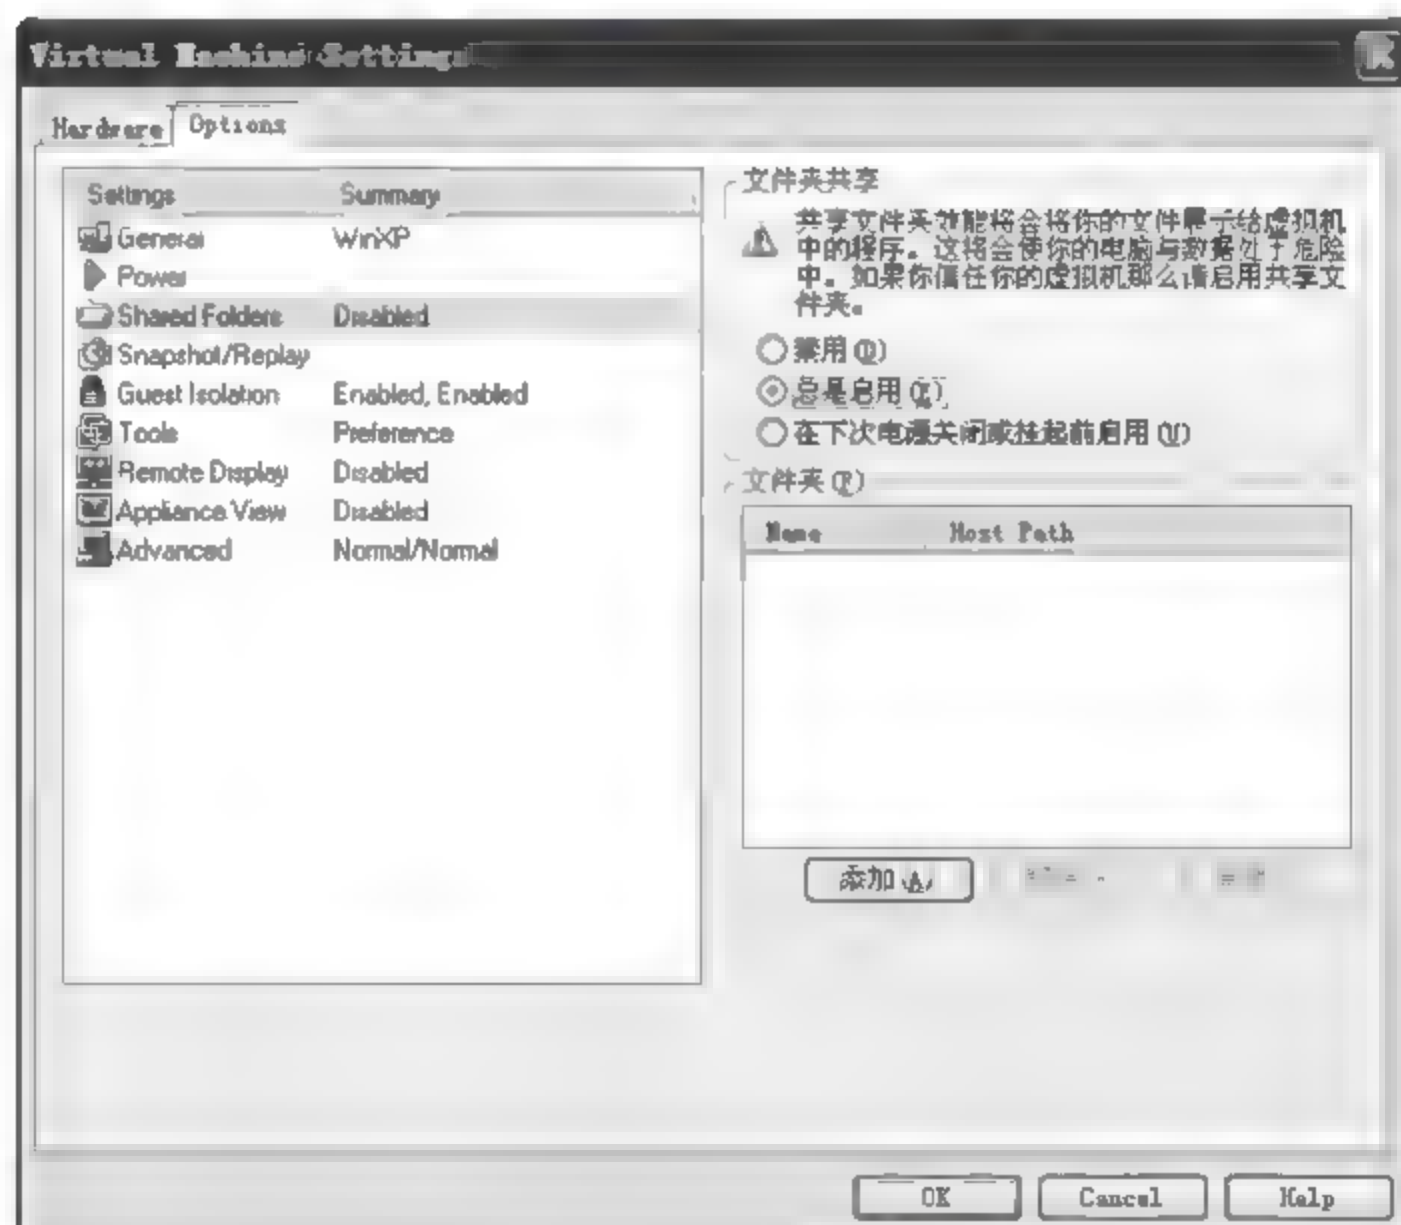 Virtual Machine Settings
Hardware Options
Settings Summary
General WinXP
Power
Shared Folders Disabled
Snapshot/Replay
Guest Isolation Enabled, Enabled
Tools Preference
Remote Display Disabled
Appliance View Disabled
Advanced Normal/Normal
文件夹共享
共享文件夹功能将会将你的文件展示给虚拟机
中的程序。这将会使你的电脑与数据处于危险
中。如果你信任你的虚拟机那么请启用共享文
件夹。
禁用(D)
总是启用(E)
在下次电源关闭或挂起前启用(U)
文件夹(F)
Name Host Path
添加(A)
OK Cancel Help